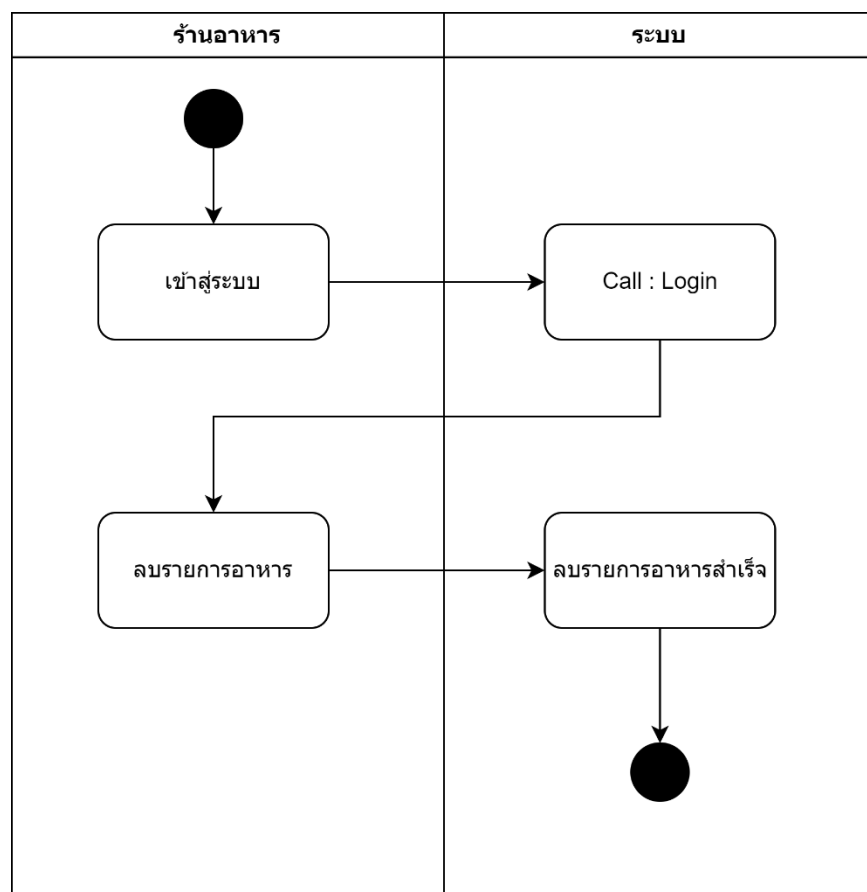 ร้านอาหาร
ระบบ
เข้าสู่ระบบ
Call : Login
ลบรายการอาหาร
ลบรายการอาหารสำเร็จ